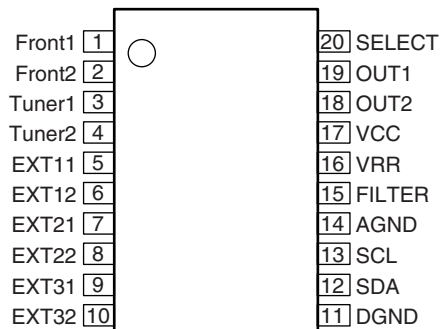 Front1 1 20 SELECT
Front2 2 19 OUT1
Tuner1 3 18 OUT2
Tuner2 4 17 VCC
EXT11 5 16 VRR
EXT12 6 15 FILTER
EXT21 7 14 AGND
EXT22 8 13 SCL
EXT31 9 12 SDA
EXT32 10 11 DGND